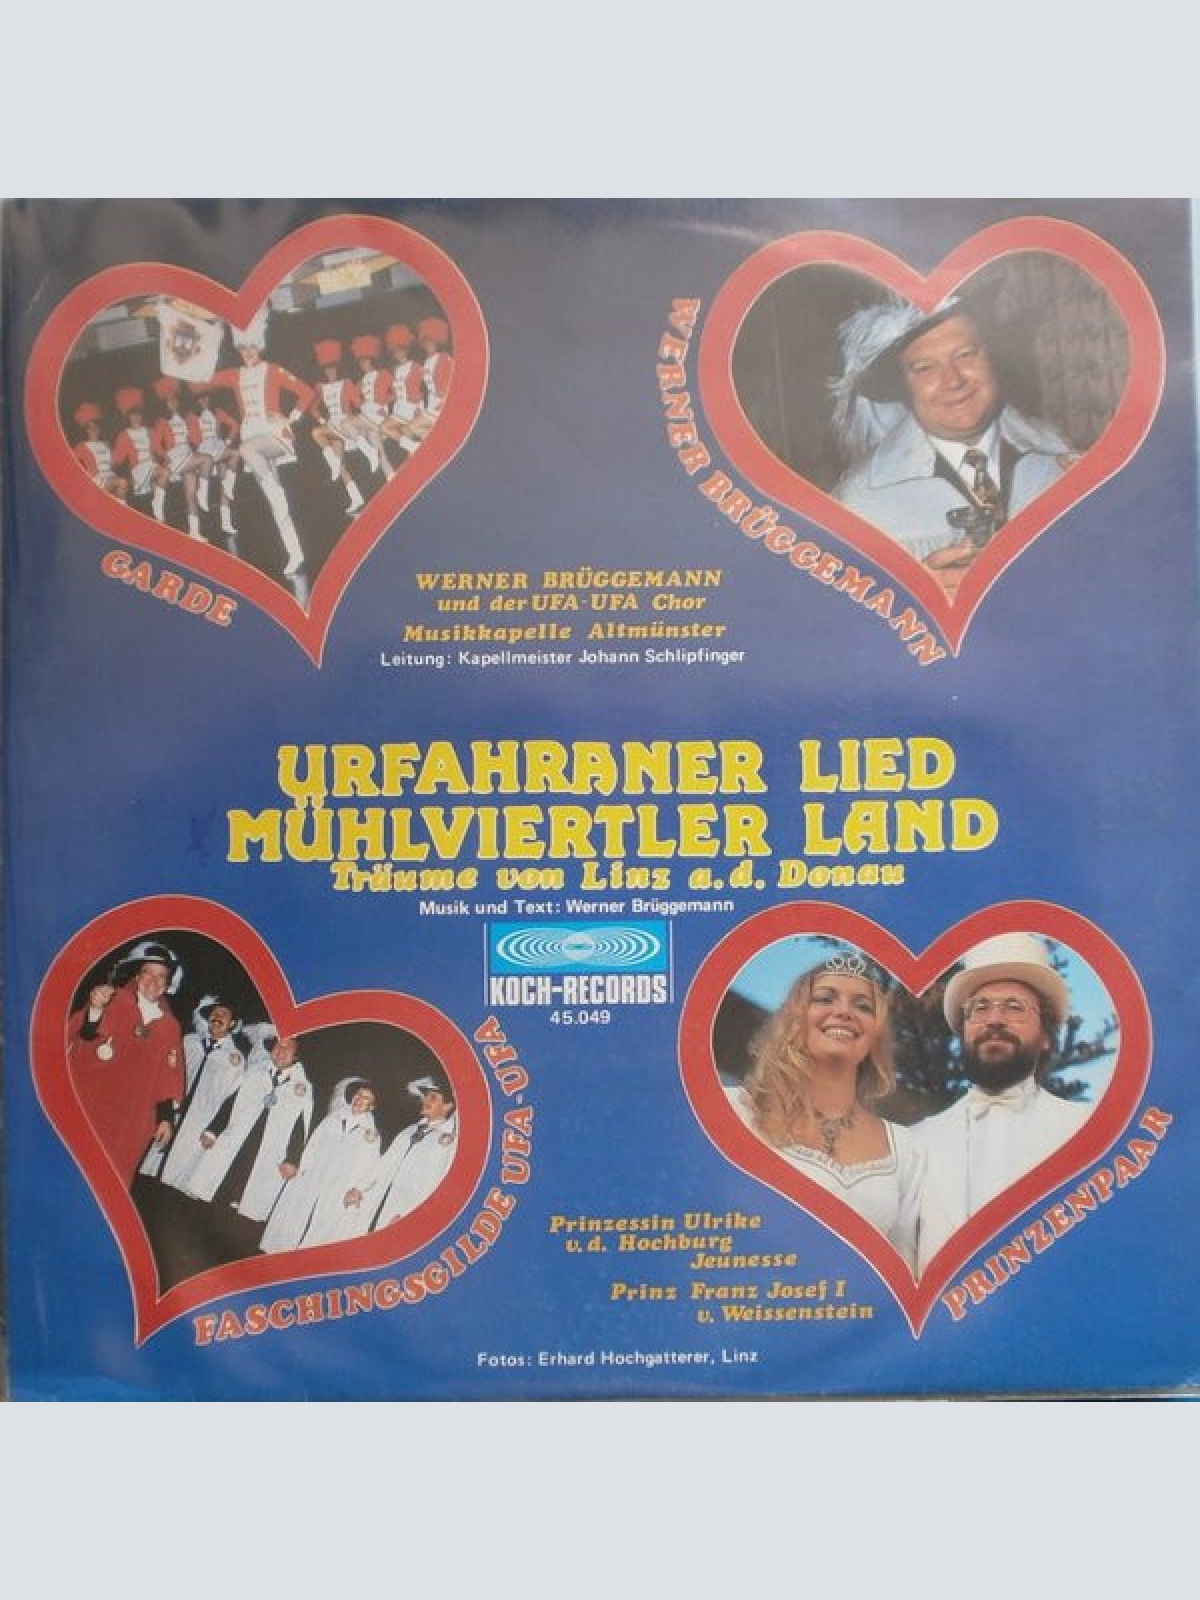 GARDE
WERNER BRÜGGEMANN
WERNER BRÜGGEMANN
und der UFA-UFA Chor
Musikkapelle Altmünster
Leitung: Kapellmeister Johann Schlipfinger
URFAHRANER LIED
MÜHLVIERTLER LAND
Träume von Linz a.d. Donau
Musik und Text: Werner Brüggemann
KOCH-RECORDS
45.049
FASCHINGSGILDE UFA-UFA
PRINZENPAAR
Prinzessin Ulrike
v.d. Hochburg
Jeunesse
Prinz Franz Josef I
v. Weissenstein
Fotos: Erhard Hochgatterer, Linz